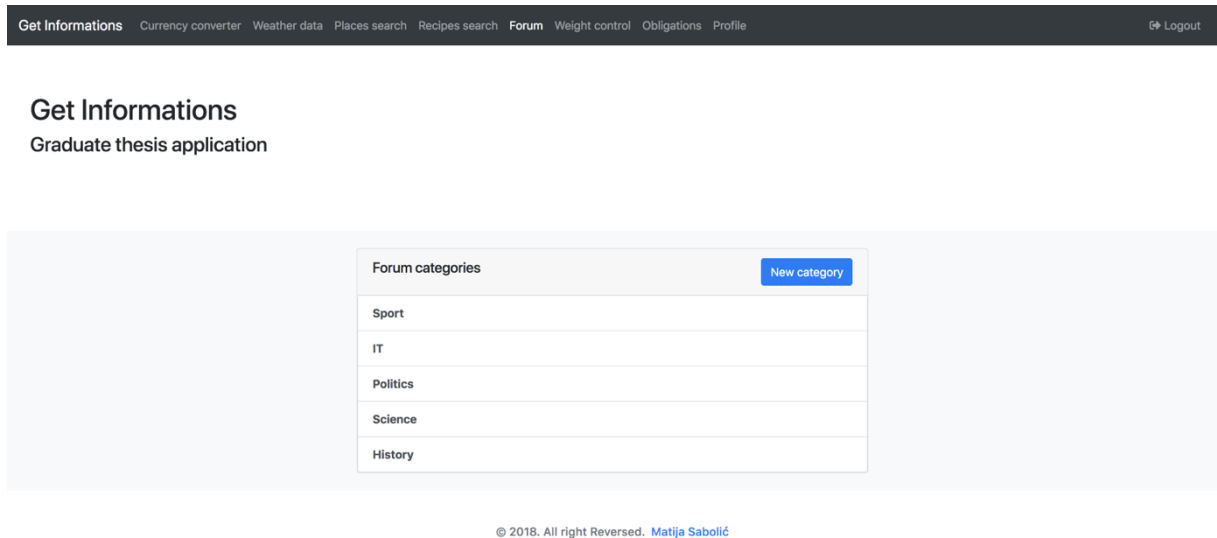 Get Informations Currency converter Weather data Places search Recipes search Forum Weight control Obligations Profile Logout
Get Informations
Graduate thesis application
Forum categories New category
Sport
IT
Politics
Science
History
© 2018. All right Reversed. Matija Sabolić